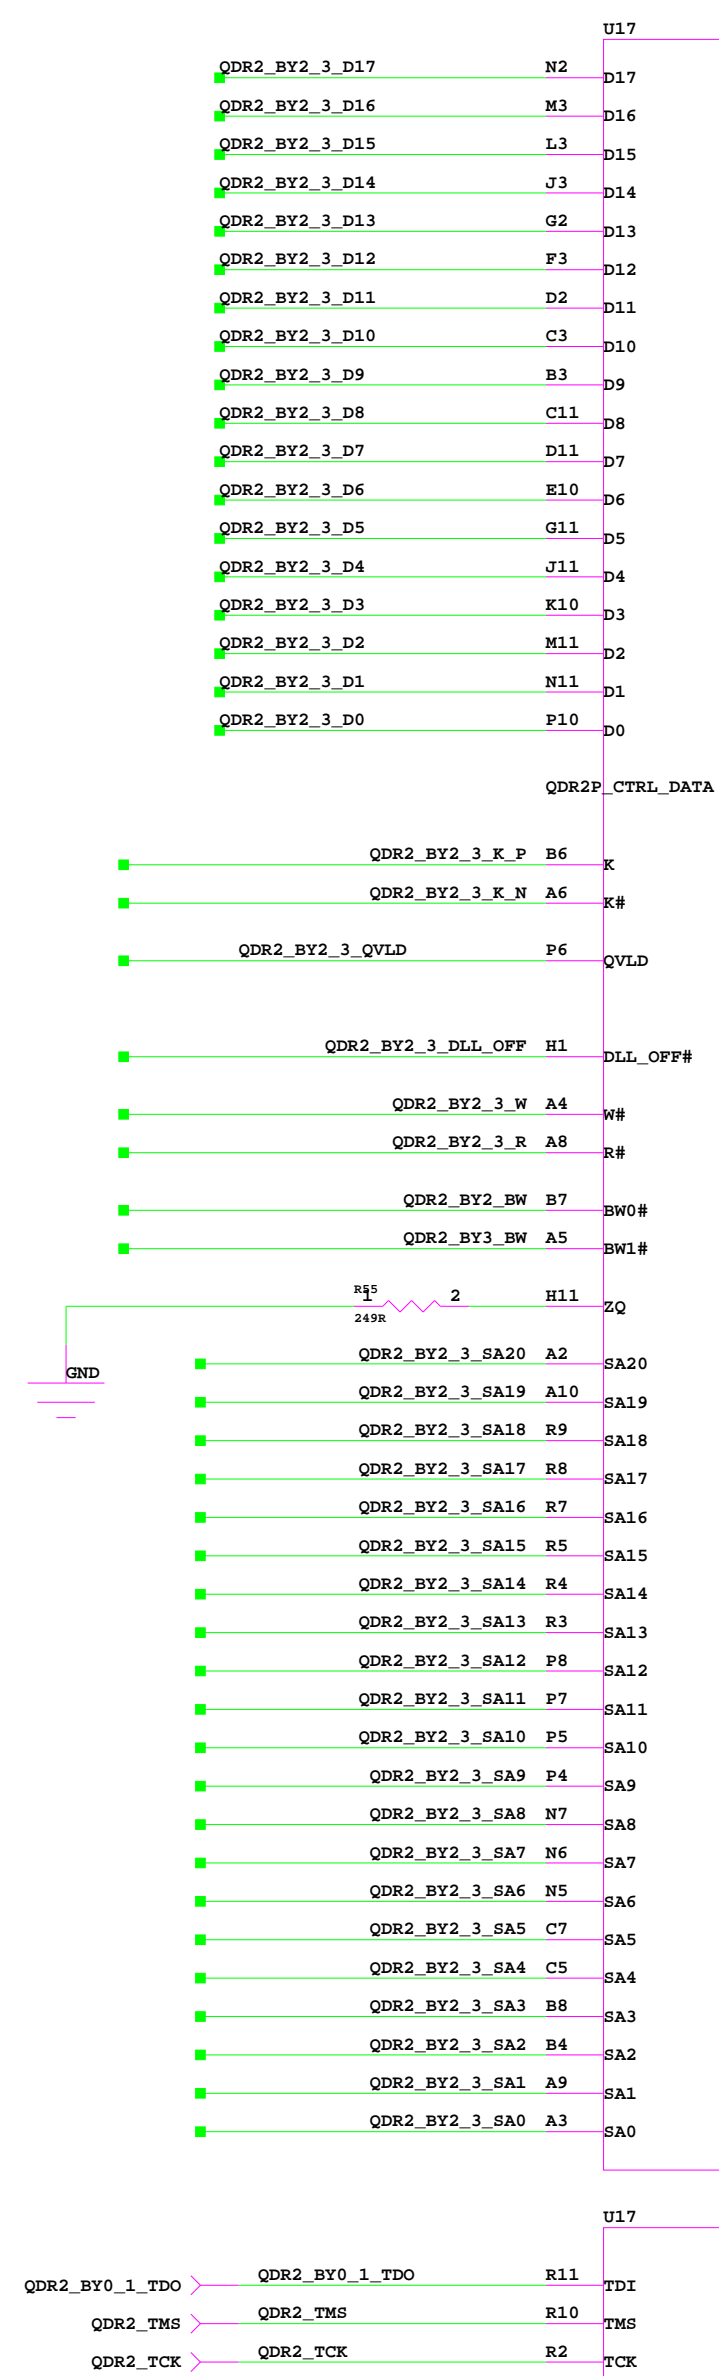 U17
QDR2_BY2_3_D17 N2 D17
QDR2_BY2_3_D16 M3 D16
QDR2_BY2_3_D15 L3 D15
QDR2_BY2_3_D14 J3 D14
QDR2_BY2_3_D13 G2 D13
QDR2_BY2_3_D12 F3 D12
QDR2_BY2_3_D11 D2 D11
QDR2_BY2_3_D10 C3 D10
QDR2_BY2_3_D9 B3 D9
QDR2_BY2_3_D8 C11 D8
QDR2_BY2_3_D7 D11 D7
QDR2_BY2_3_D6 E10 D6
QDR2_BY2_3_D5 G11 D5
QDR2_BY2_3_D4 J11 D4
QDR2_BY2_3_D3 K10 D3
QDR2_BY2_3_D2 M11 D2
QDR2_BY2_3_D1 N11 D1
QDR2_BY2_3_D0 P10 D0
QDR2P_CTRL_DATA
QDR2_BY2_3_K_P B6 K
QDR2_BY2_3_K_N A6 K#
QDR2_BY2_3_QVLD P6 QVLD
QDR2_BY2_3_DLL_OFF H1 DLL_OFF#
QDR2_BY2_3_W A4 W#
QDR2_BY2_3_R A8 R#
QDR2_BY2_BW B7 BW0#
QDR2_BY3_BW A5 BW1#
R55
1 2 H11 ZQ
249R
GND
QDR2_BY2_3_SA20 A2 SA20
QDR2_BY2_3_SA19 A10 SA19
QDR2_BY2_3_SA18 R9 SA18
QDR2_BY2_3_SA17 R8 SA17
QDR2_BY2_3_SA16 R7 SA16
QDR2_BY2_3_SA15 R5 SA15
QDR2_BY2_3_SA14 R4 SA14
QDR2_BY2_3_SA13 R3 SA13
QDR2_BY2_3_SA12 P8 SA12
QDR2_BY2_3_SA11 P7 SA11
QDR2_BY2_3_SA10 P5 SA10
QDR2_BY2_3_SA9 P4 SA9
QDR2_BY2_3_SA8 N7 SA8
QDR2_BY2_3_SA7 N6 SA7
QDR2_BY2_3_SA6 N5 SA6
QDR2_BY2_3_SA5 C7 SA5
QDR2_BY2_3_SA4 C5 SA4
QDR2_BY2_3_SA3 B8 SA3
QDR2_BY2_3_SA2 B4 SA2
QDR2_BY2_3_SA1 A9 SA1
QDR2_BY2_3_SA0 A3 SA0
U17
QDR2_BY0_1_TDO QDR2_BY0_1_TDO R11 TDI
QDR2_TMS QDR2_TMS R10 TMS
QDR2_TCK QDR2_TCK R2 TCK